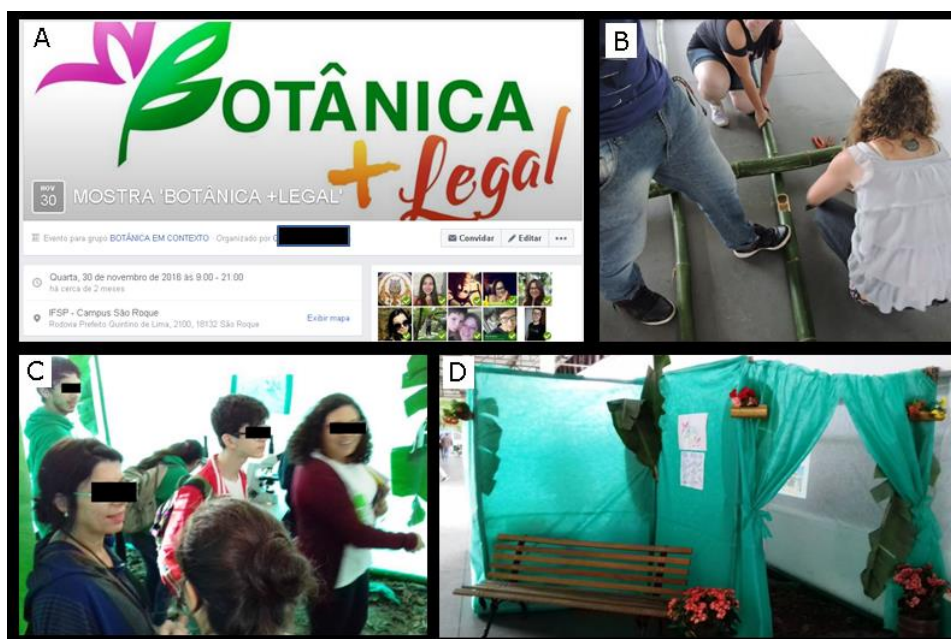 A
BOTÂNICA
+ Legal
NOV
30
MOSTRA 'BOTÂNICA +LEGAL'
Evento para grupo BOTÂNICA EM CONTEXTO · Organizado por
Convidar
Editar
Quarta, 30 de novembro de 2016 às 9:00 - 21:00
há cerca de 2 meses
IFSP - Campus São Roque
Rodovia Prefeito Quintino de Lima, 2100, 18132 São Roque
Exibir mapa
B
C
D